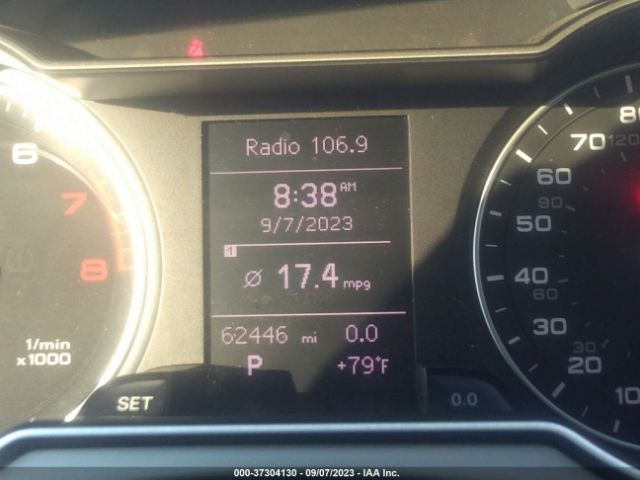 Radio 106.9
8:38 AM
9/7/2023
1
Ø 17.4 mpg
62446 mi 0.0
P +79°F
6
7
8
1/min
x1000
SET
0.0
80
70 120
60
90
50
40
60
30
30
20
10
000-37304130 - 09/07/2023 - IAA Inc.